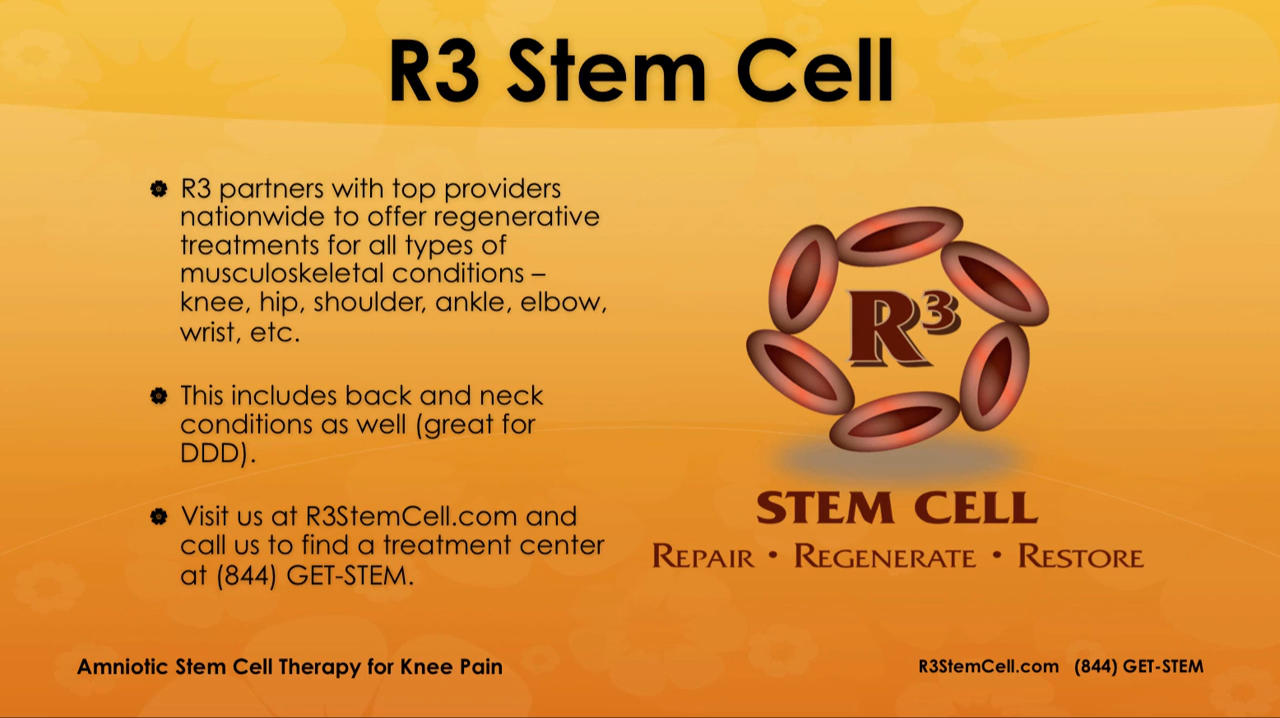 R3 Stem Cell
R3 partners with top providers
nationwide to offer regenerative
treatments for all types of
musculoskeletal conditions –
knee, hip, shoulder, ankle, elbow,
wrist, etc.
This includes back and neck
conditions as well (great for
DDD).
Visit us at R3StemCell.com and
call us to find a treatment center
at (844) GET-STEM.
R³
STEM CELL
REPAIR • REGENERATE • RESTORE
Amniotic Stem Cell Therapy for Knee Pain
R3StemCell.com (844) GET-STEM